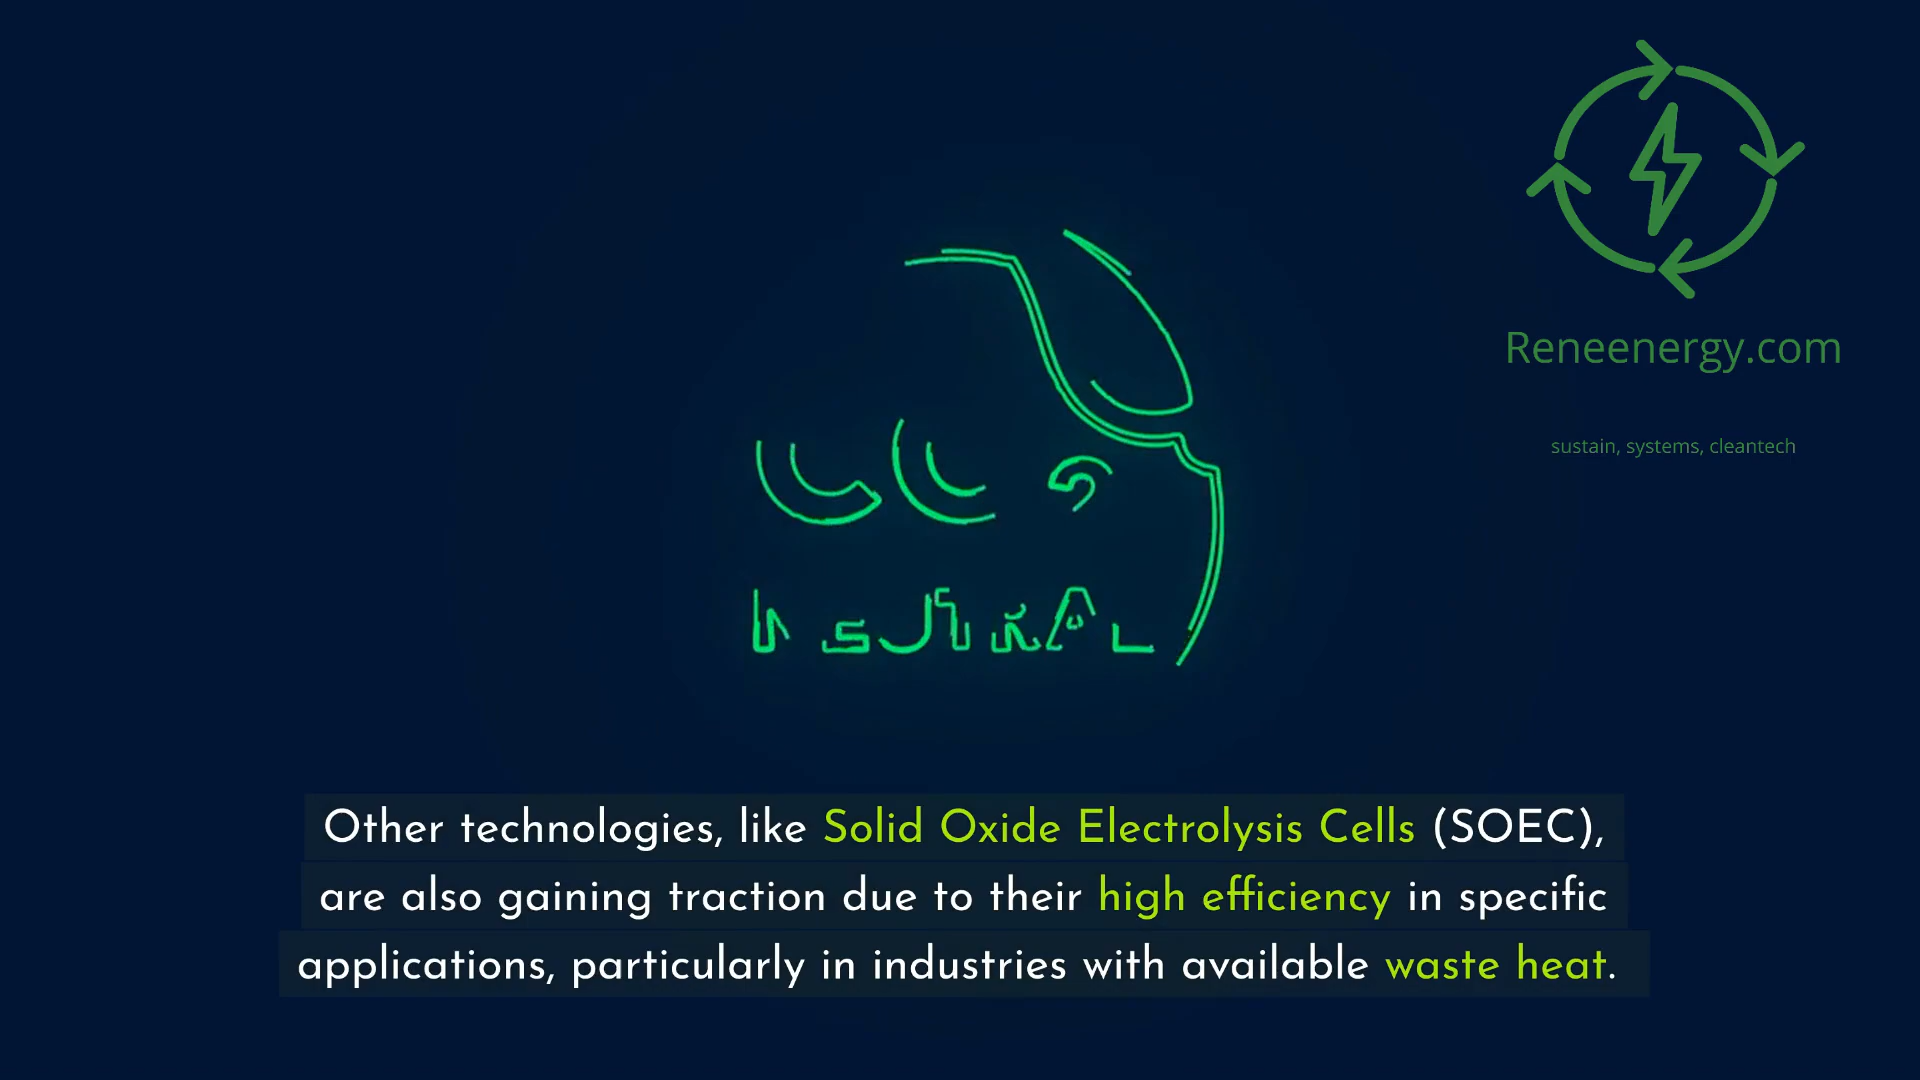 Reneenergy.com
sustain, systems, cleantech
Other technologies, like Solid Oxide Electrolysis Cells (SOEC),
are also gaining traction due to their high efficiency in specific
applications, particularly in industries with available waste heat.